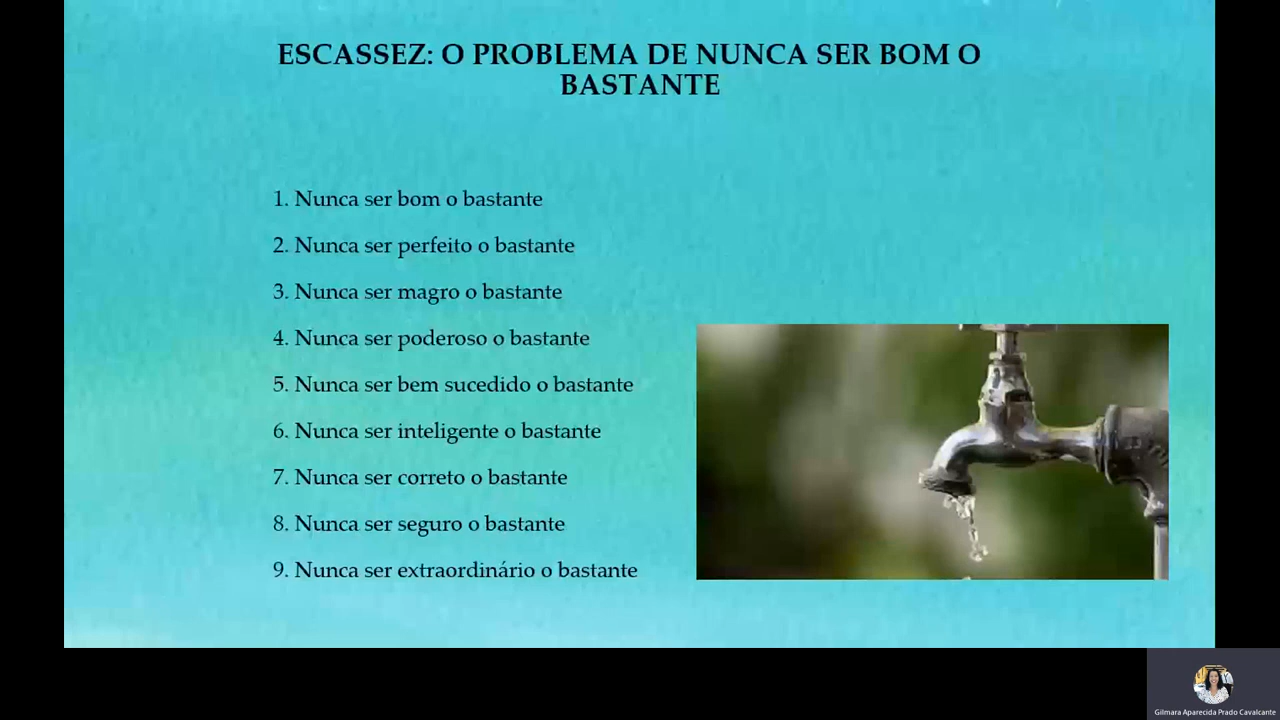 ESCASSEZ: O PROBLEMA DE NUNCA SER BOM O
BASTANTE
1. Nunca ser bom o bastante
2. Nunca ser perfeito o bastante
3. Nunca ser magro o bastante
4. Nunca ser poderoso o bastante
5. Nunca ser bem sucedido o bastante
6. Nunca ser inteligente o bastante
7. Nunca ser correto o bastante
8. Nunca ser seguro o bastante
9. Nunca ser extraordinário o bastante
Gilmara Aparecida Prado Cavalcante